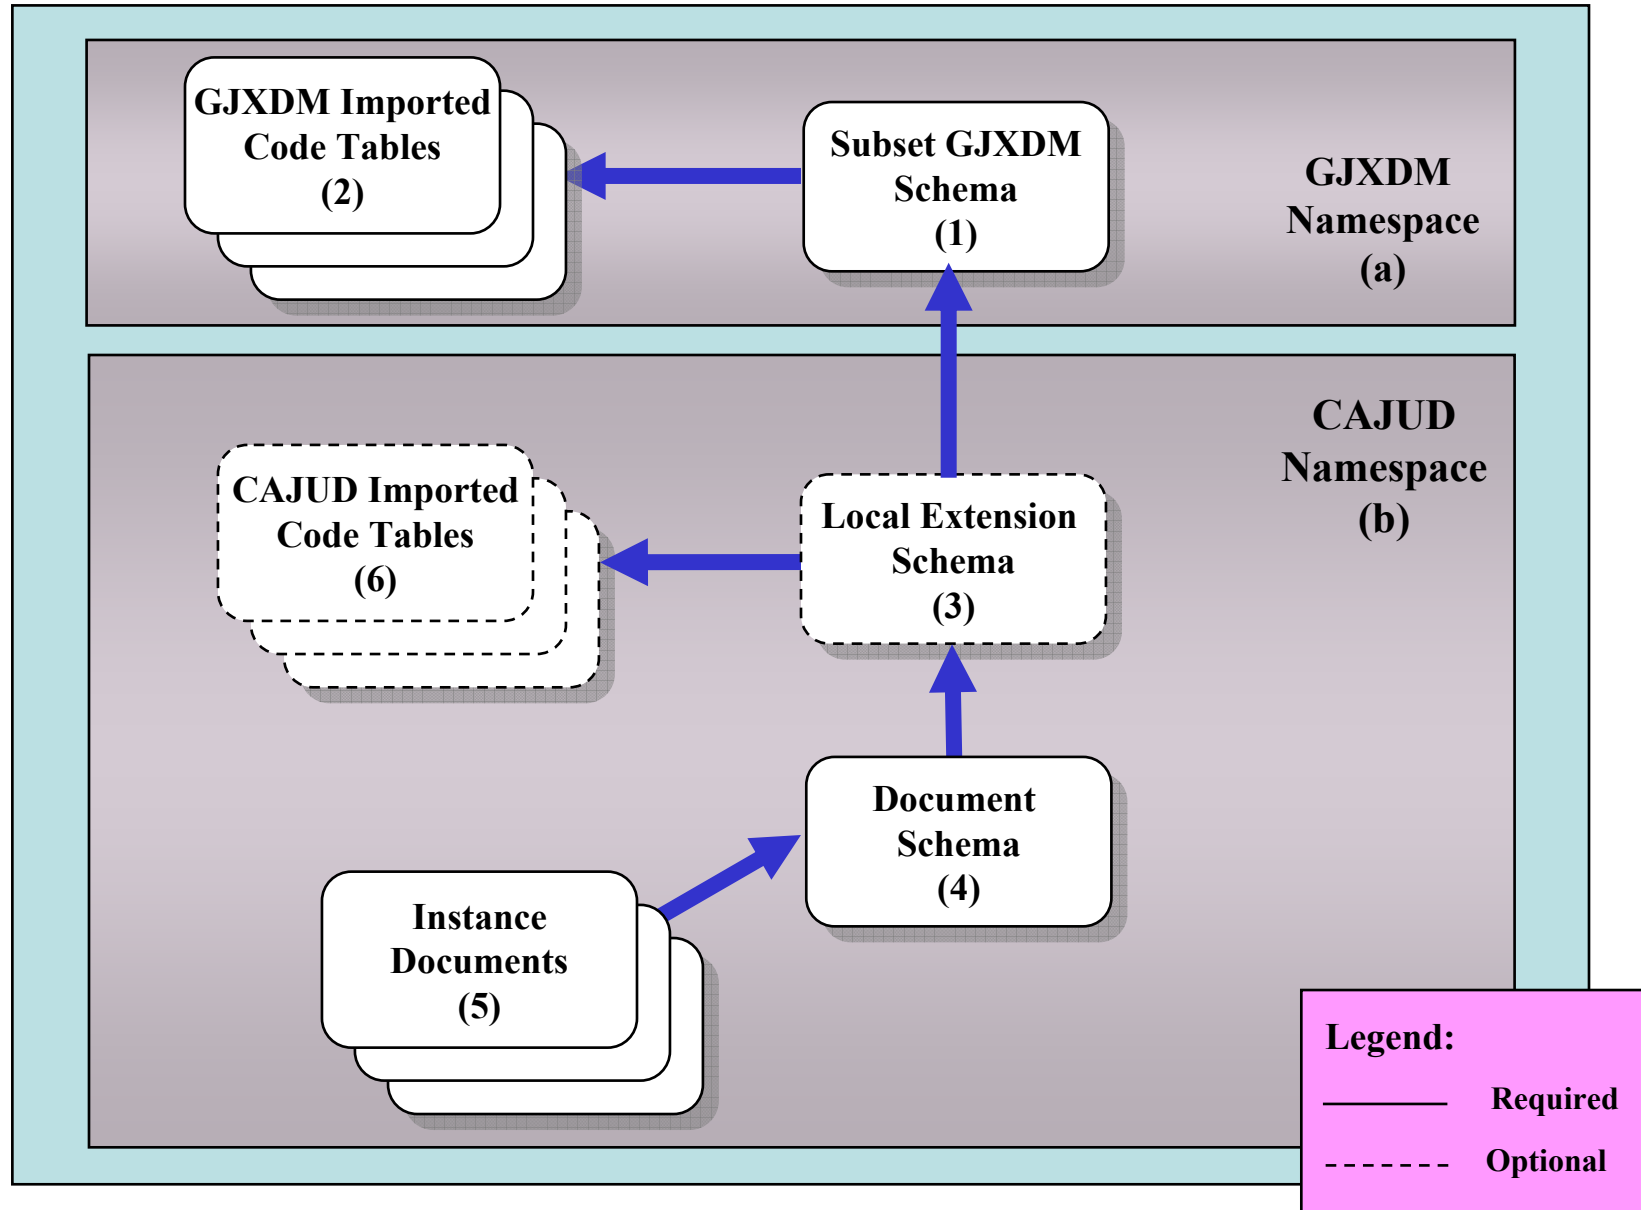 GJXDM Imported
Code Tables
(2)
Subset GJXDM
Schema
(1)
GJXDM
Namespace
(a)
CAJUD
Namespace
(b)
CAJUD Imported
Code Tables
(6)
Local Extension
Schema
(3)
Document
Schema
(4)
Instance
Documents
(5)
Legend:
Required
Optional